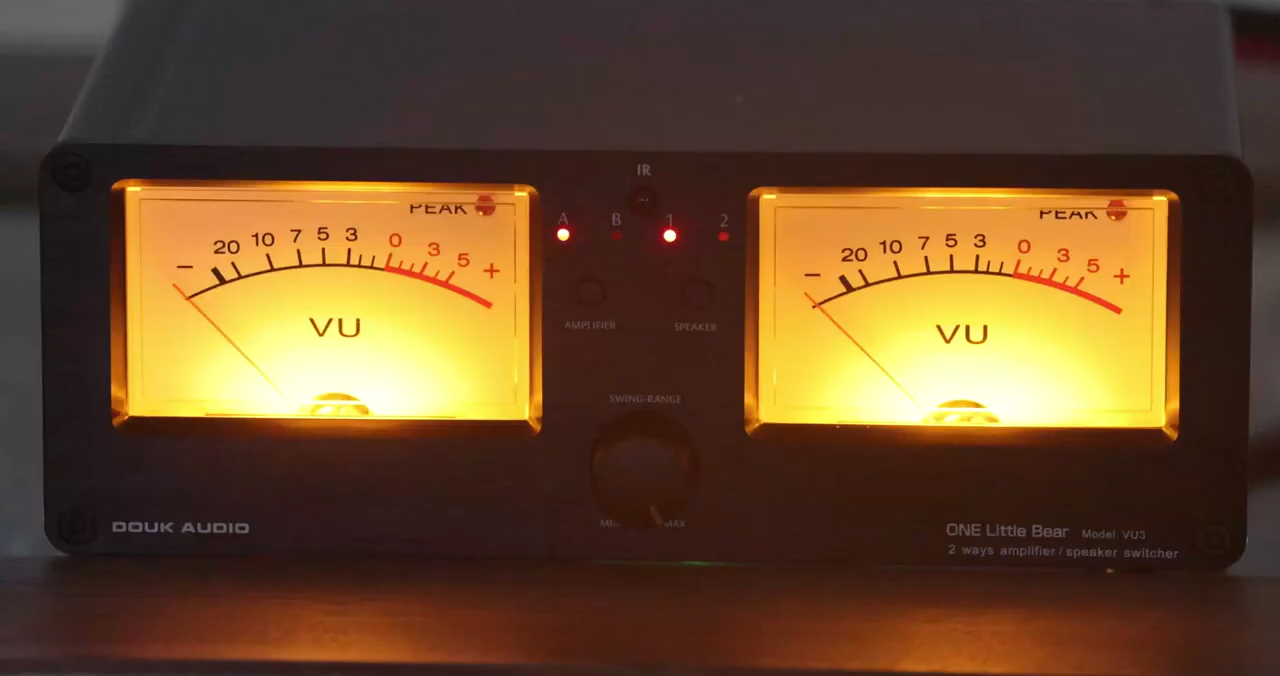 IR
PEAK
A B 1 2
− 20 10 7 5 3 0 3 5 +
VU
AMPLIFIER SPEAKER
PEAK
− 20 10 7 5 3 0 3 5 +
VU
SWING-RANGE
MAX
DOUK AUDIO
ONE Little Bear Model: VU3
2 ways amplifier/speaker switcher